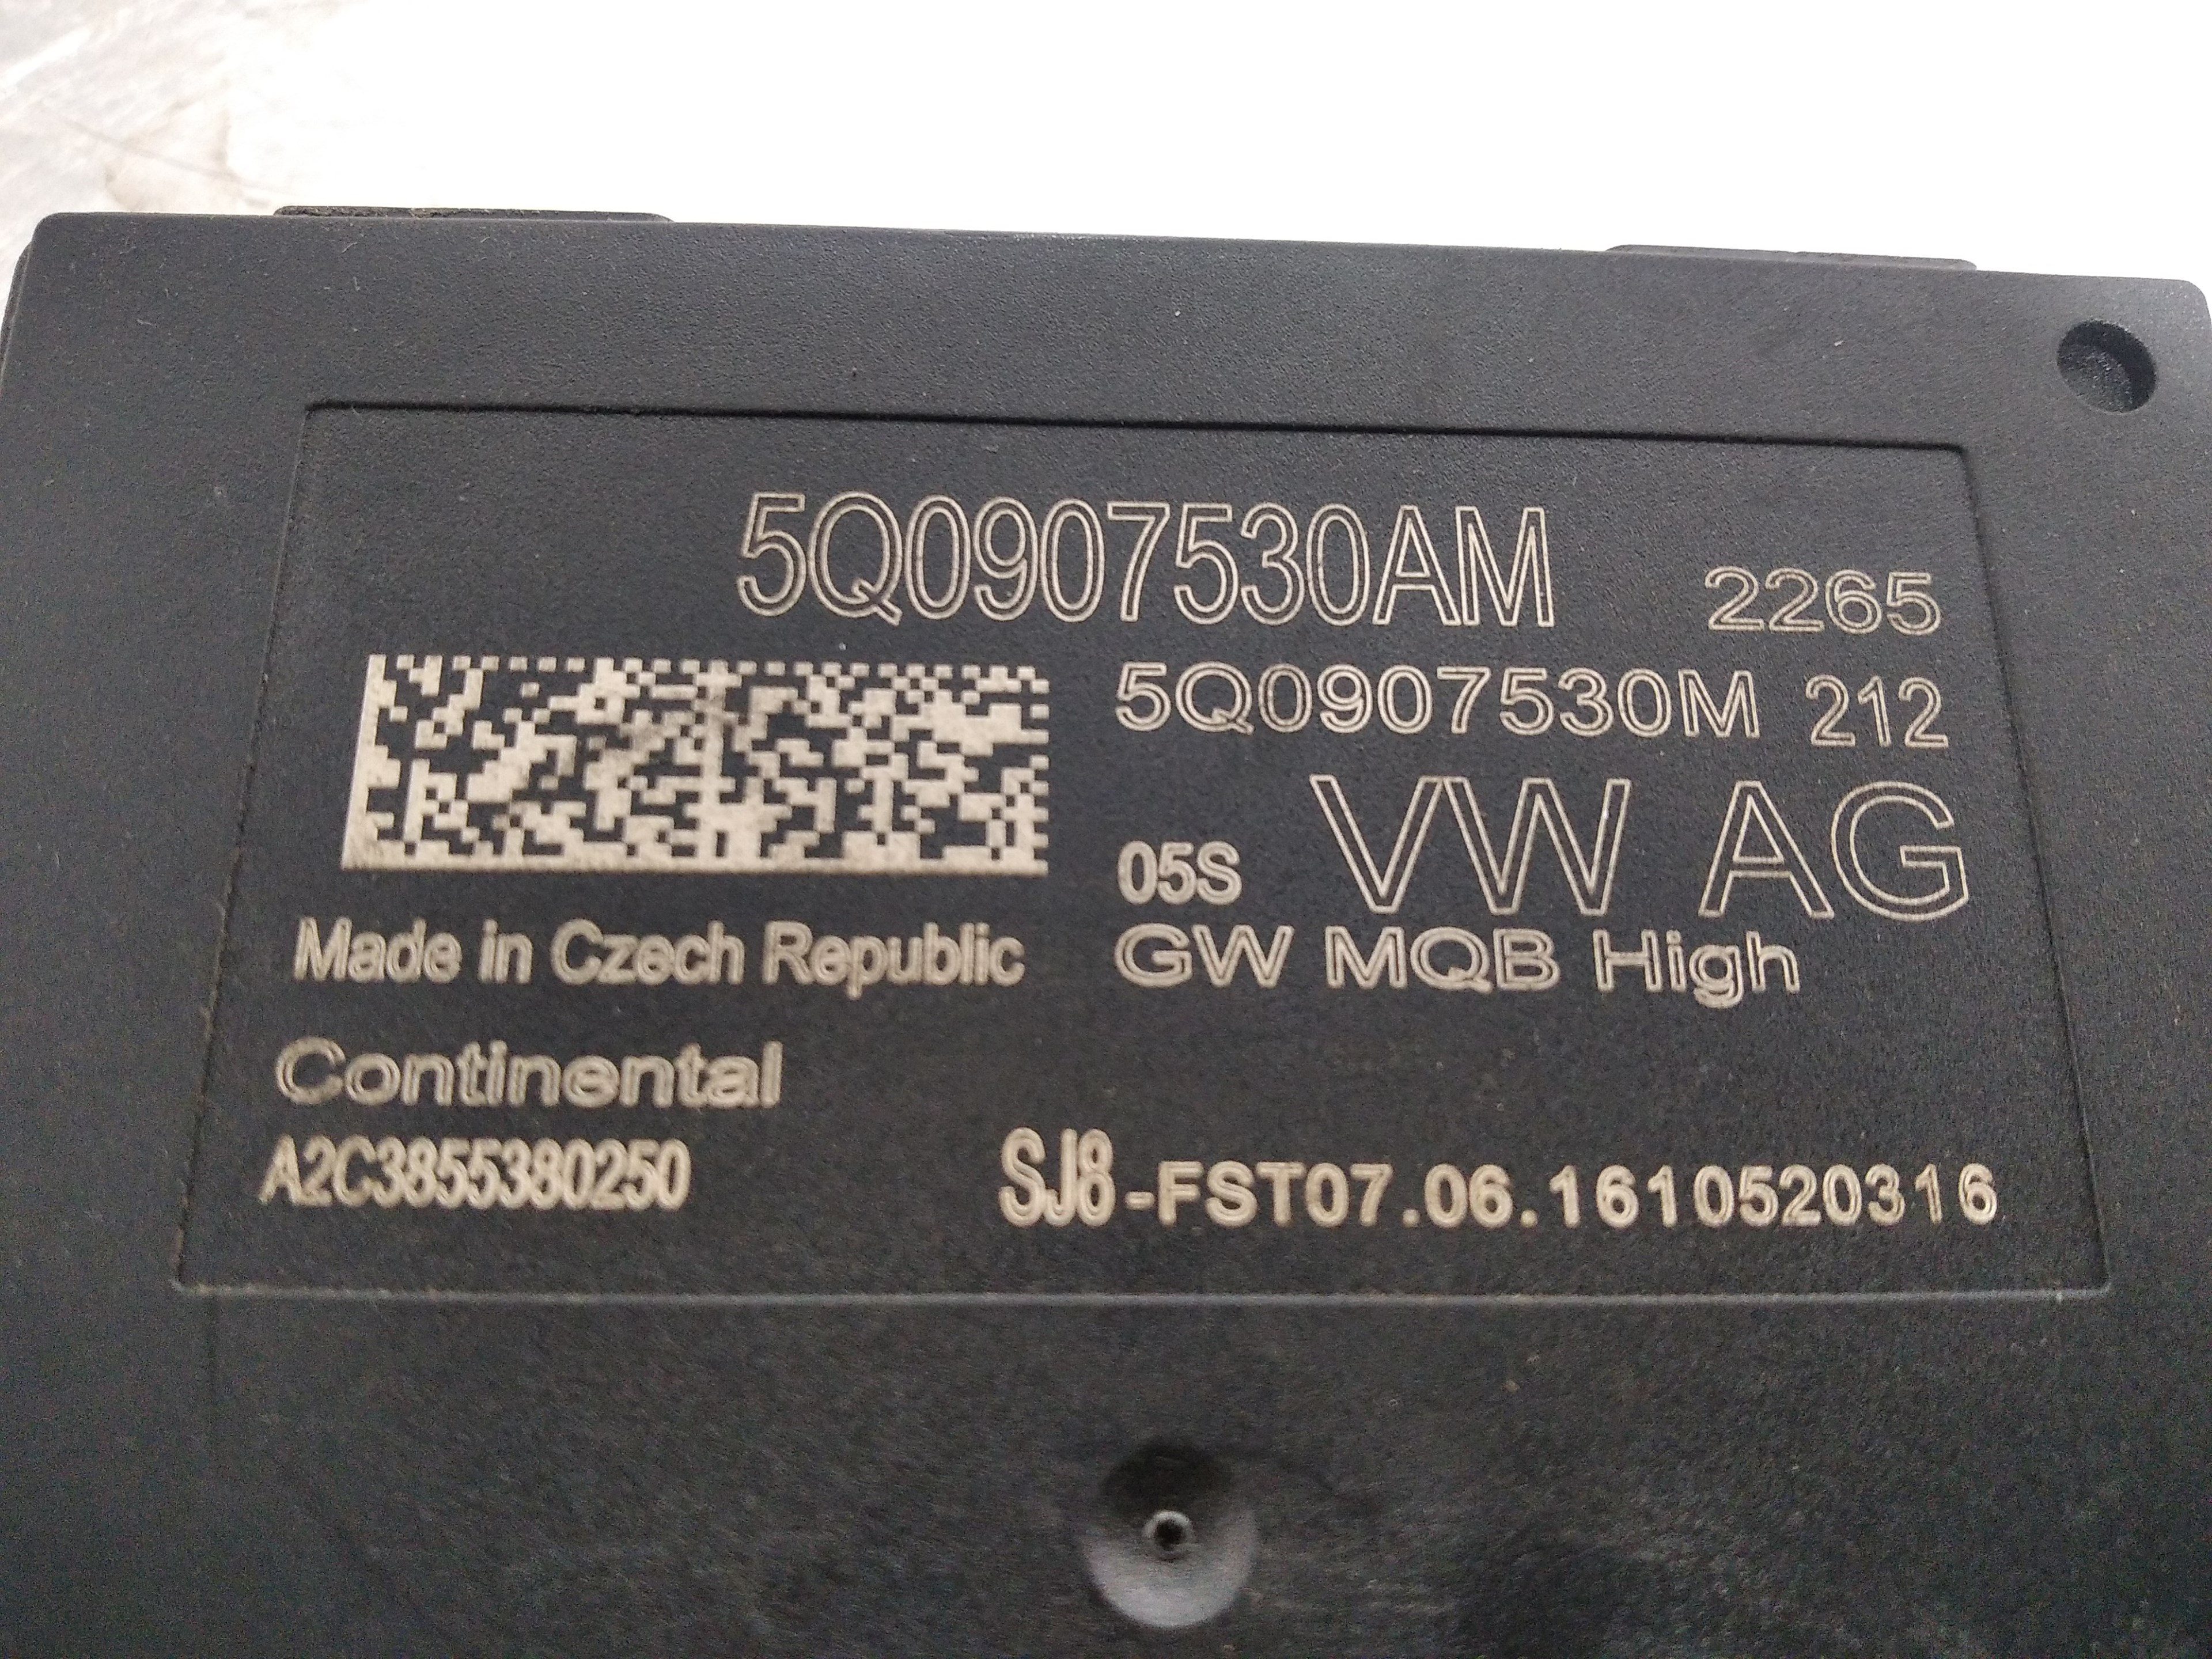 5Q0907530AM 2265
5Q0907530M 212
05S VW AG
Made in Czech Republic GW MQB High
Continental
A2C3855380250 SJ8-FST07.06.1610520316